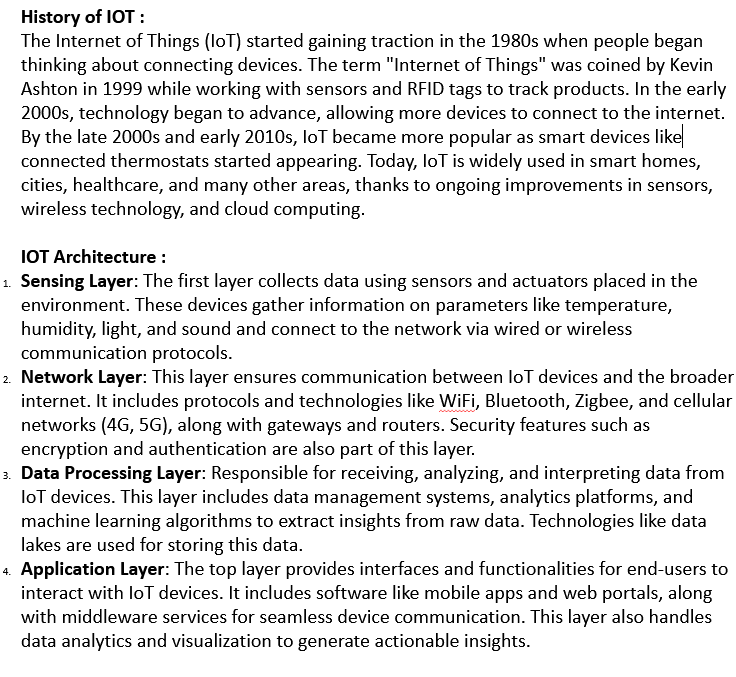 History of IOT :
The Internet of Things (IoT) started gaining traction in the 1980s when people began
thinking about connecting devices. The term "Internet of Things" was coined by Kevin
Ashton in 1999 while working with sensors and RFID tags to track products. In the early
2000s, technology began to advance, allowing more devices to connect to the internet.
By the late 2000s and early 2010s, IoT became more popular as smart devices like
connected thermostats started appearing. Today, IoT is widely used in smart homes,
cities, healthcare, and many other areas, thanks to ongoing improvements in sensors,
wireless technology, and cloud computing.
IOT Architecture :
1. Sensing Layer: The first layer collects data using sensors and actuators placed in the
environment. These devices gather information on parameters like temperature,
humidity, light, and sound and connect to the network via wired or wireless
communication protocols.
2. Network Layer: This layer ensures communication between IoT devices and the broader
internet. It includes protocols and technologies like WiFi, Bluetooth, Zigbee, and cellular
networks (4G, 5G), along with gateways and routers. Security features such as
encryption and authentication are also part of this layer.
3. Data Processing Layer: Responsible for receiving, analyzing, and interpreting data from
IoT devices. This layer includes data management systems, analytics platforms, and
machine learning algorithms to extract insights from raw data. Technologies like data
lakes are used for storing this data.
4. Application Layer: The top layer provides interfaces and functionalities for end-users to
interact with IoT devices. It includes software like mobile apps and web portals, along
with middleware services for seamless device communication. This layer also handles
data analytics and visualization to generate actionable insights.